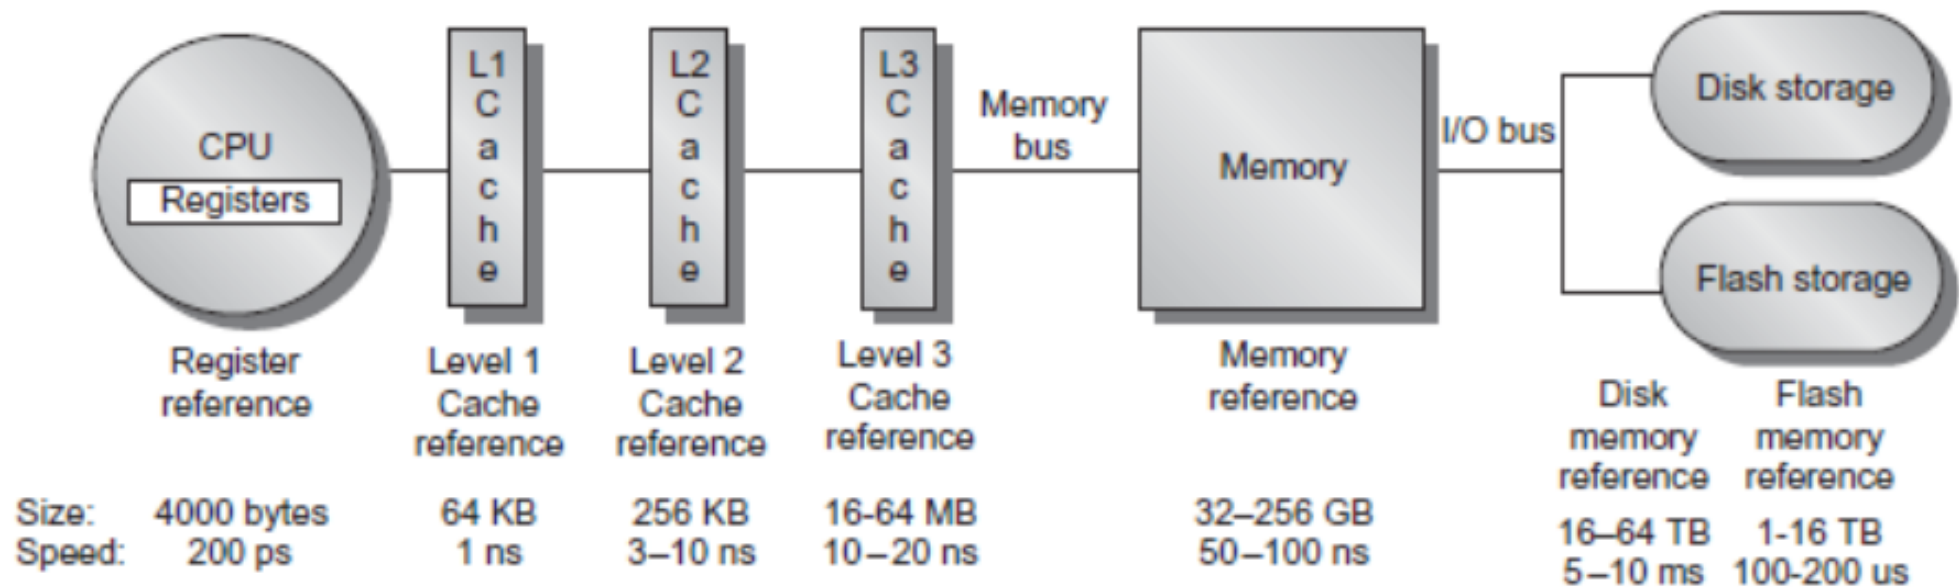 CPU
Registers
L1
C
a
c
h
e
L2
C
a
c
h
e
L3
C
a
c
h
e
Memory
bus
Memory
I/O bus
Disk storage
Flash storage
Register
reference
Level 1
Cache
reference
Level 2
Cache
reference
Level 3
Cache
reference
Memory
reference
Disk
memory
reference
Flash
memory
reference
Size: 4000 bytes 64 KB 256 KB 16-64 MB 32–256 GB 16–64 TB 1-16 TB
Speed: 200 ps 1 ns 3–10 ns 10–20 ns 50–100 ns 5–10 ms 100-200 us